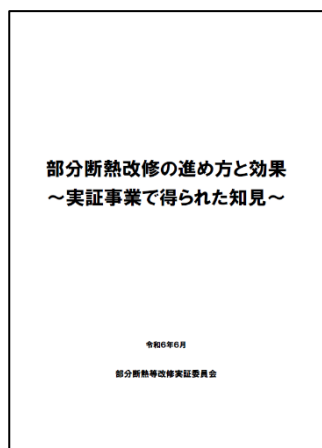 部分断熱改修の進め方と効果
～実証事業で得られた知見～
令和6年6月
部分断熱等改修実証委員会